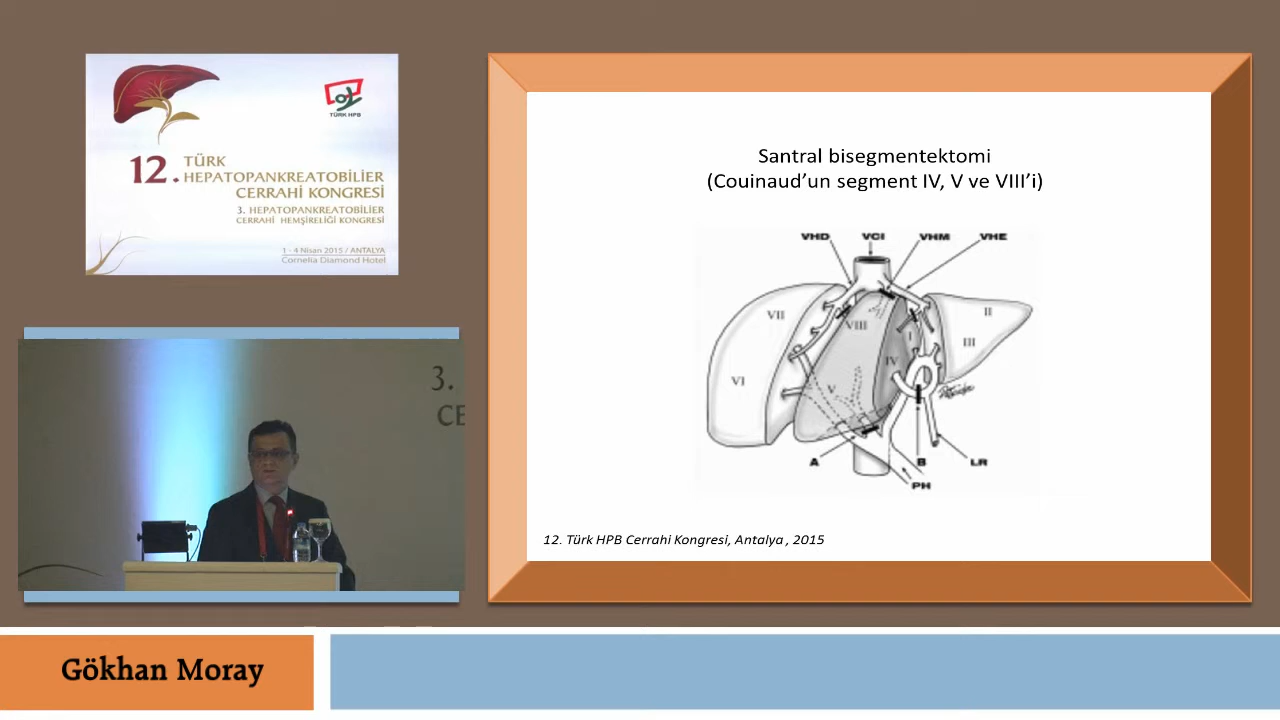 TÜRK HPB
12. TÜRK
HEPATOPANKREATOBİLİER
CERRAHİ KONGRESİ
3. HEPATOPANKREATOBİLİER
CERRAHİ HEMŞİRELİĞİ KONGRESİ
1 - 4 Nisan 2015 / ANTALYA
Cornelia Diamond Hotel
3.
CE
Santral bisegmentektomi
(Couinaud’un segment IV, V ve VIII’i)
VHD VCI VHM VHE
VII
VIII
II
I
III
IV
VI
V
A
B
LR
PH
12. Türk HPB Cerrahi Kongresi, Antalya , 2015
Gökhan Moray